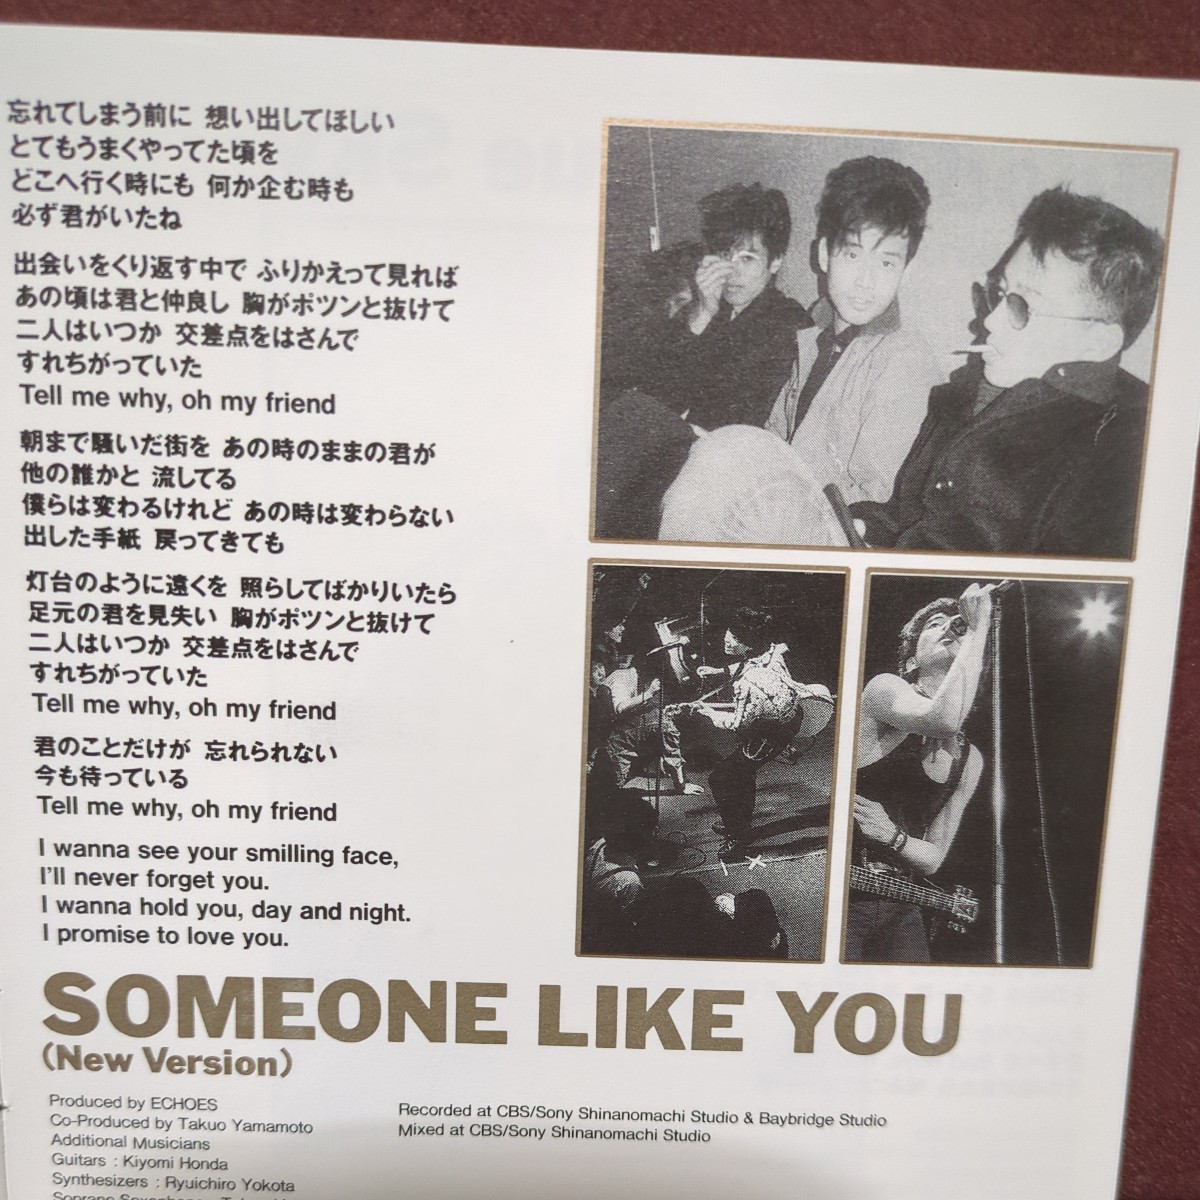 忘れてしまう前に 想い出してほしい
とてもうまくやってた頃を
どこへ行く時にも 何か企む時も
必ず君がいたね
出会いをくり返す中で ふりかえって見れば
あの頃は君と仲良し 胸がポツンと抜けて
二人はいつか 交差点をはさんで
すれちがっていた
Tell me why, oh my friend
朝まで騒いだ街を あの時のままの君が
他の誰かと 流してる
僕らは変わるけれど あの時は変わらない
出した手紙 戻ってきても
灯台のように遠くを 照らしてばかりいたら
足元の君を見失い 胸がポツンと抜けて
二人はいつか 交差点をはさんで
すれちがっていた
Tell me why, oh my friend
君のことだけが 忘れられない
今も待っている
Tell me why, oh my friend
I wanna see your smilling face,
I'll never forget you.
I wanna hold you, day and night.
I promise to love you.
SOMEONE LIKE YOU
(New Version)
Produced by ECHOES
Co-Produced by Takuo Yamamoto
Additional Musicians
Guitars : Kiyomi Honda
Synthesizers : Ryuichiro Yokota
Recorded at CBS/Sony Shinanomachi Studio & Baybridge Studio
Mixed at CBS/Sony Shinanomachi Studio